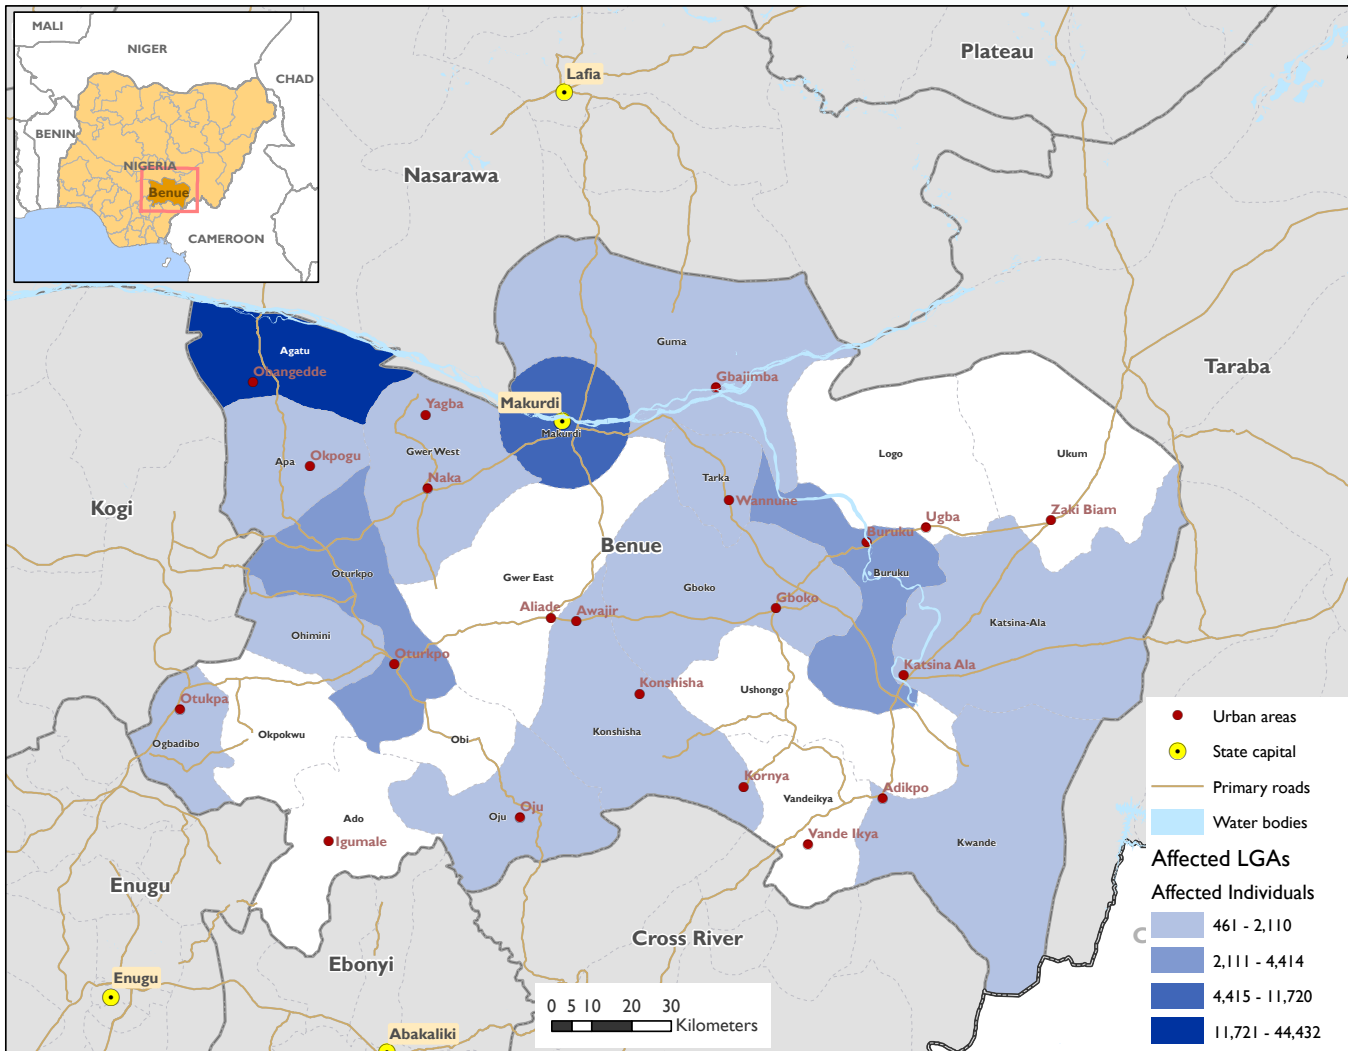 MALI
NIGER
CHAD
BENIN
NIGERIA
Benue
CAMEROON
Plateau
Lafia
Nasarawa
Taraba
Kogi
Guma
Agatu
Obangedde
Gbajimba
Makurdi
Makurdi
Yagba
Gwer West
Apa
Okpogu
Naka
Logo
Ukum
Tarka
Wannune
Ugba
Zaki Biam
Buruku
Buruku
Benue
Oturkpo
Gwer East
Gboko
Gboko
Aliade
Awajir
Katsina-Ala
Ohimini
Oturkpo
Katsina Ala
Konshisha
Ushongo
Otukpa
Ogbadibo
Okpokwu
Obi
Konshisha
Kornya
Vandeikya
Adikpo
Ado
Oju
Oju
Igumale
Vande Ikya
Kwande
Enugu
Cross River
Ebonyi
Enugu
Abakaliki
C
0 5 10 20 30
Kilometers
Urban areas
State capital
Primary roads
Water bodies
Affected LGAs
Affected Individuals
461 - 2,110
2,111 - 4,414
4,415 - 11,720
11,721 - 44,432